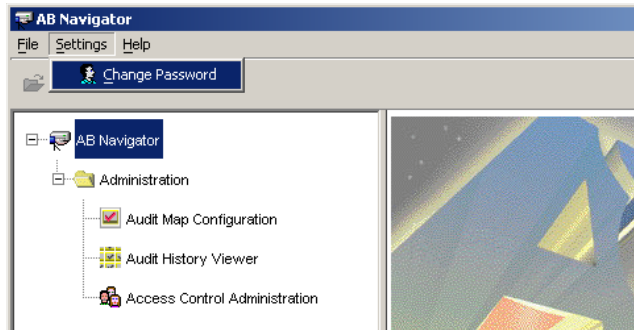 AB Navigator
File Settings Help
Change Password
AB Navigator
Administration
Audit Map Configuration
Audit History Viewer
Access Control Administration